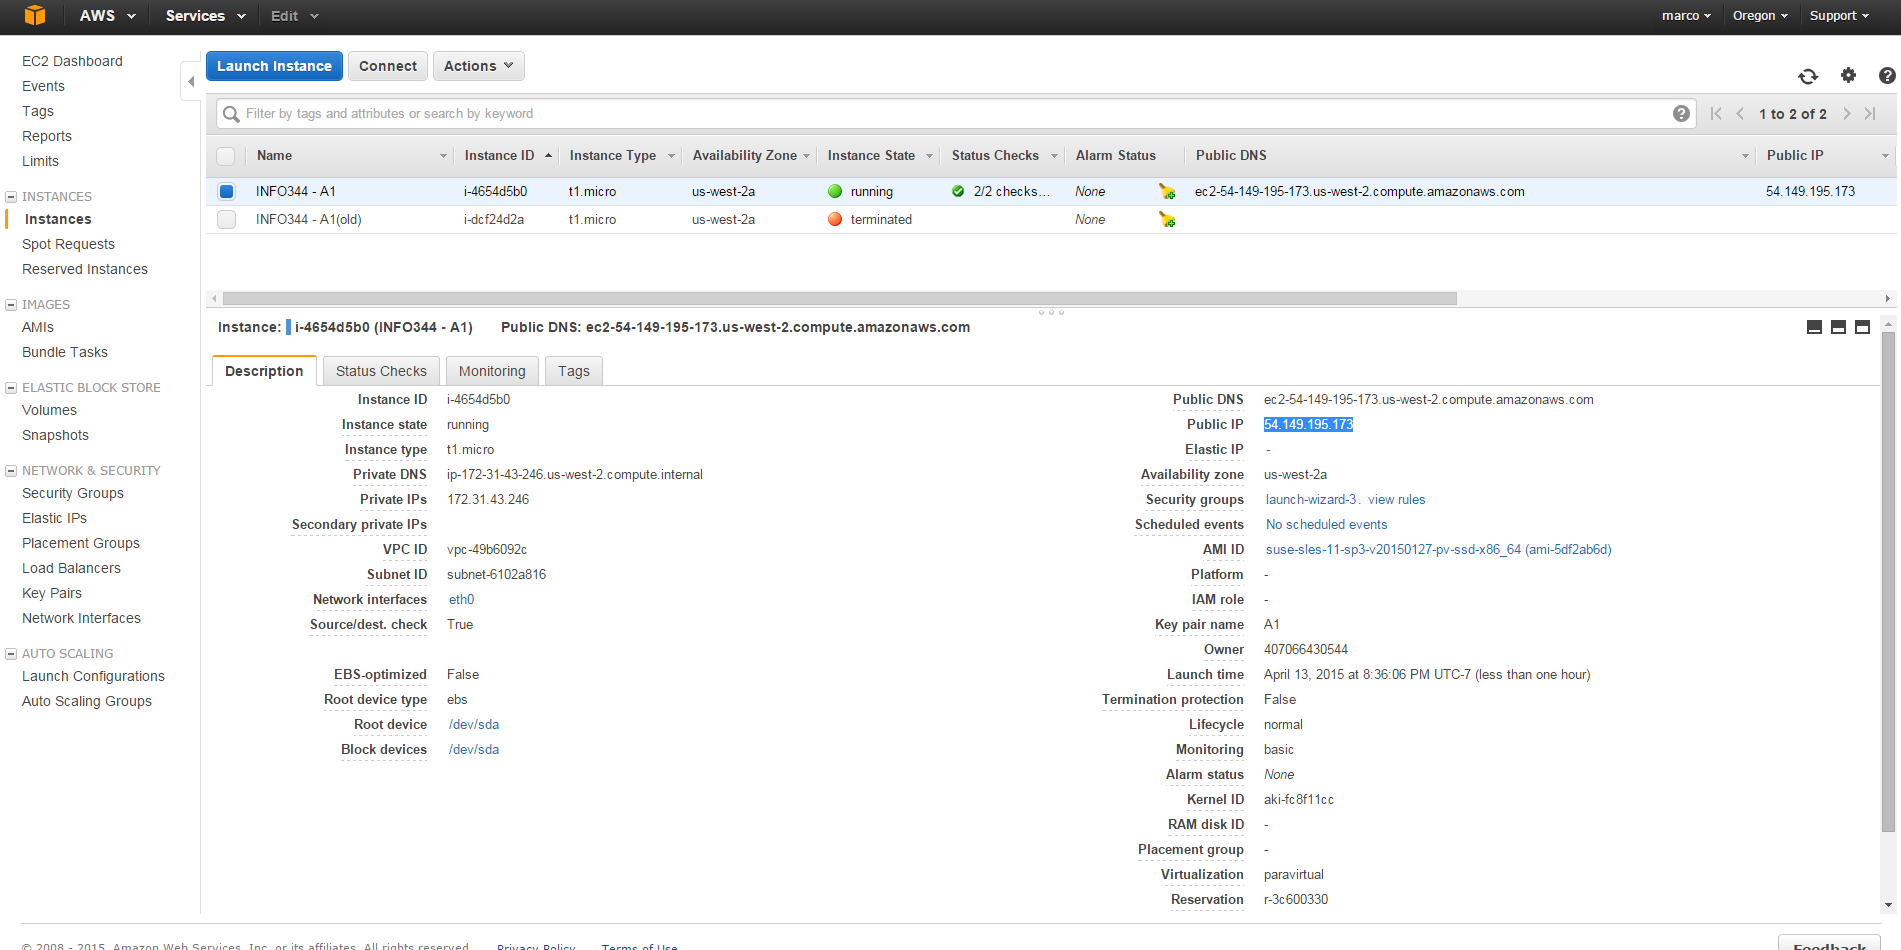 AWS Services Edit marco Oregon Support
EC2 Dashboard
Events
Tags
Reports
Limits
INSTANCES
Instances
Spot Requests
Reserved Instances
IMAGES
AMIs
Bundle Tasks
ELASTIC BLOCK STORE
Volumes
Snapshots
NETWORK & SECURITY
Security Groups
Elastic IPs
Placement Groups
Load Balancers
Key Pairs
Network Interfaces
AUTO SCALING
Launch Configurations
Auto Scaling Groups
Launch Instance Connect Actions
Filter by tags and attributes or search by keyword 1 to 2 of 2
Name Instance ID Instance Type Availability Zone Instance State Status Checks Alarm Status Public DNS Public IP
INFO344 - A1 i-4654d5b0 t1.micro us-west-2a running 2/2 checks... None ec2-54-149-195-173.us-west-2.compute.amazonaws.com 54.149.195.173
INFO344 - A1(old) i-dcf24d2a t1.micro us-west-2a terminated None
Instance: i-4654d5b0 (INFO344 - A1) Public DNS: ec2-54-149-195-173.us-west-2.compute.amazonaws.com
Description Status Checks Monitoring Tags
Instance ID i-4654d5b0
Instance state running
Instance type t1.micro
Private DNS ip-172-31-43-246.us-west-2.compute.internal
Private IPs 172.31.43.246
Secondary private IPs
VPC ID vpc-49b6092c
Subnet ID subnet-6102a816
Network interfaces eth0
Source/dest. check True
EBS-optimized False
Root device type ebs
Root device /dev/sda
Block devices /dev/sda
Public DNS ec2-54-149-195-173.us-west-2.compute.amazonaws.com
Public IP 54.149.195.173
Elastic IP -
Availability zone us-west-2a
Security groups launch-wizard-3. view rules
Scheduled events No scheduled events
AMI ID suse-sles-11-sp3-v20150127-pv-ssd-x86_64 (ami-5df2ab6d)
Platform -
IAM role -
Key pair name A1
Owner 407066430544
Launch time April 13, 2015 at 8:36:06 PM UTC-7 (less than one hour)
Termination protection False
Lifecycle normal
Monitoring basic
Alarm status None
Kernel ID aki-fc8f11cc
RAM disk ID -
Placement group -
Virtualization paravirtual
Reservation r-3c600330
© 2008 - 2015, Amazon Web Services, Inc. or its affiliates. All rights reserved. Privacy Policy Terms of Use Feedback